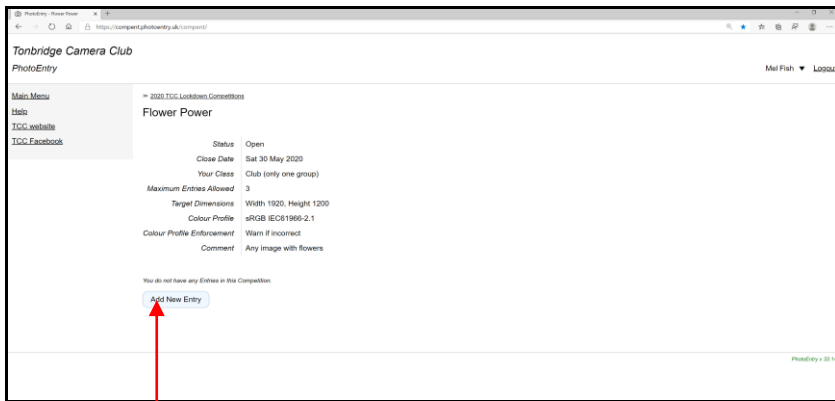 PhotoEntry - Flower Power
https://compent.photoentry.uk/compent/
Tonbridge Camera Club
PhotoEntry
Mel Fish ▼ Logout
Main Menu
Help
TCC website
TCC Facebook
2020 TCC Lockdown Competitions
Flower Power
Status Open
Close Date Sat 30 May 2020
Your Class Club (only one group)
Maximum Entries Allowed 3
Target Dimensions Width 1920, Height 1200
Colour Profile sRGB IEC61966-2.1
Colour Profile Enforcement Warn if incorrect
Comment Any image with flowers
You do not have any Entries in this Competition.
Add New Entry
PhotoEntry v 33.1